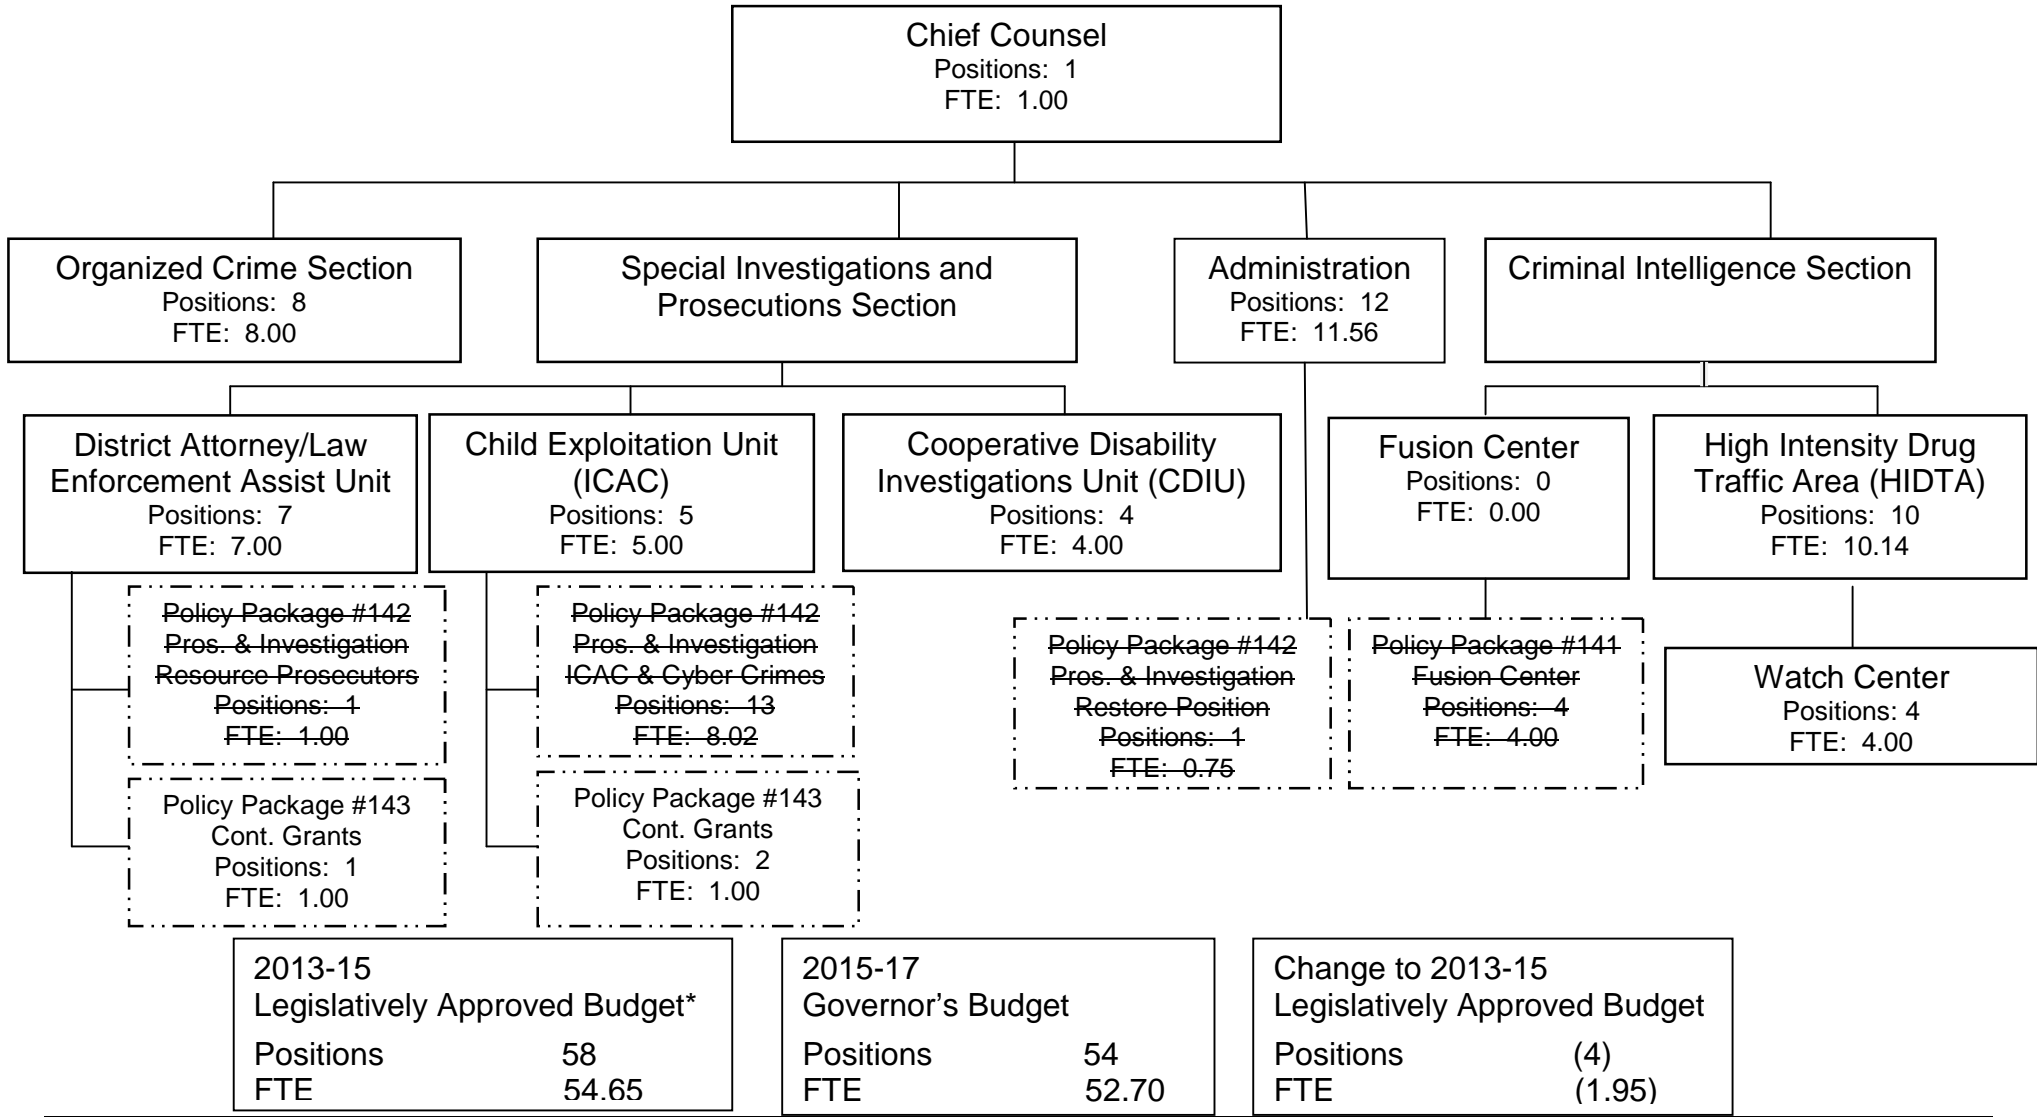 Chief Counsel
Positions: 1
FTE: 1.00
Organized Crime Section
Positions: 8
FTE: 8.00
Special Investigations and
Prosecutions Section
Administration
Positions: 12
FTE: 11.56
Criminal Intelligence Section
District Attorney/Law
Enforcement Assist Unit
Positions: 7
FTE: 7.00
Child Exploitation Unit
(ICAC)
Positions: 5
FTE: 5.00
Cooperative Disability
Investigations Unit (CDIU)
Positions: 4
FTE: 4.00
Fusion Center
Positions: 0
FTE: 0.00
High Intensity Drug
Traffic Area (HIDTA)
Positions: 10
FTE: 10.14
Policy Package #142
Pros. & Investigation
Resource Prosecutors
Positions: 1
FTE: 1.00
Policy Package #142
Pros. & Investigation
ICAC & Cyber Crimes
Positions: 13
FTE: 8.02
Policy Package #142
Pros. & Investigation
Restore Position
Positions: 1
FTE: 0.75
Policy Package #141
Fusion Center
Positions: 4
FTE: 4.00
Watch Center
Positions: 4
FTE: 4.00
Policy Package #143
Cont. Grants
Positions: 1
FTE: 1.00
Policy Package #143
Cont. Grants
Positions: 2
FTE: 1.00
2013-15
Legislatively Approved Budget*
Positions 58
FTE 54.65
2015-17
Governor’s Budget
Positions 54
FTE 52.70
Change to 2013-15
Legislatively Approved Budget
Positions (4)
FTE (1.95)